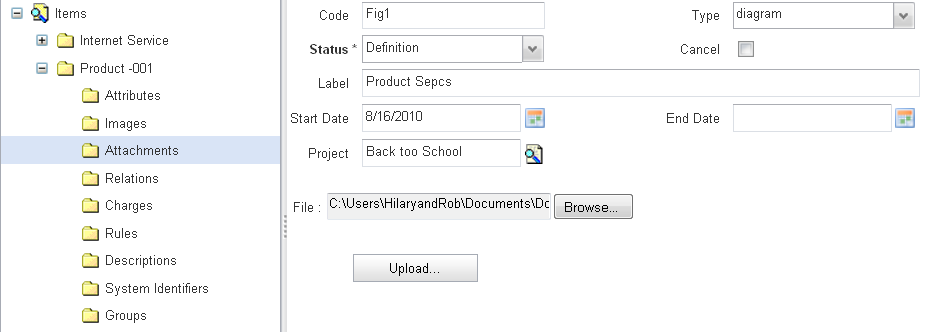 Items
Internet Service
Product -001
Attributes
Images
Attachments
Relations
Charges
Rules
Descriptions
System Identifiers
Groups
Code Fig1 Type diagram
Status * Definition Cancel
Label Product Sepcs
Start Date 8/16/2010 End Date
Project Back too School
File : C:\Users\HilaryandRob\Documents\Dc Browse...
Upload...